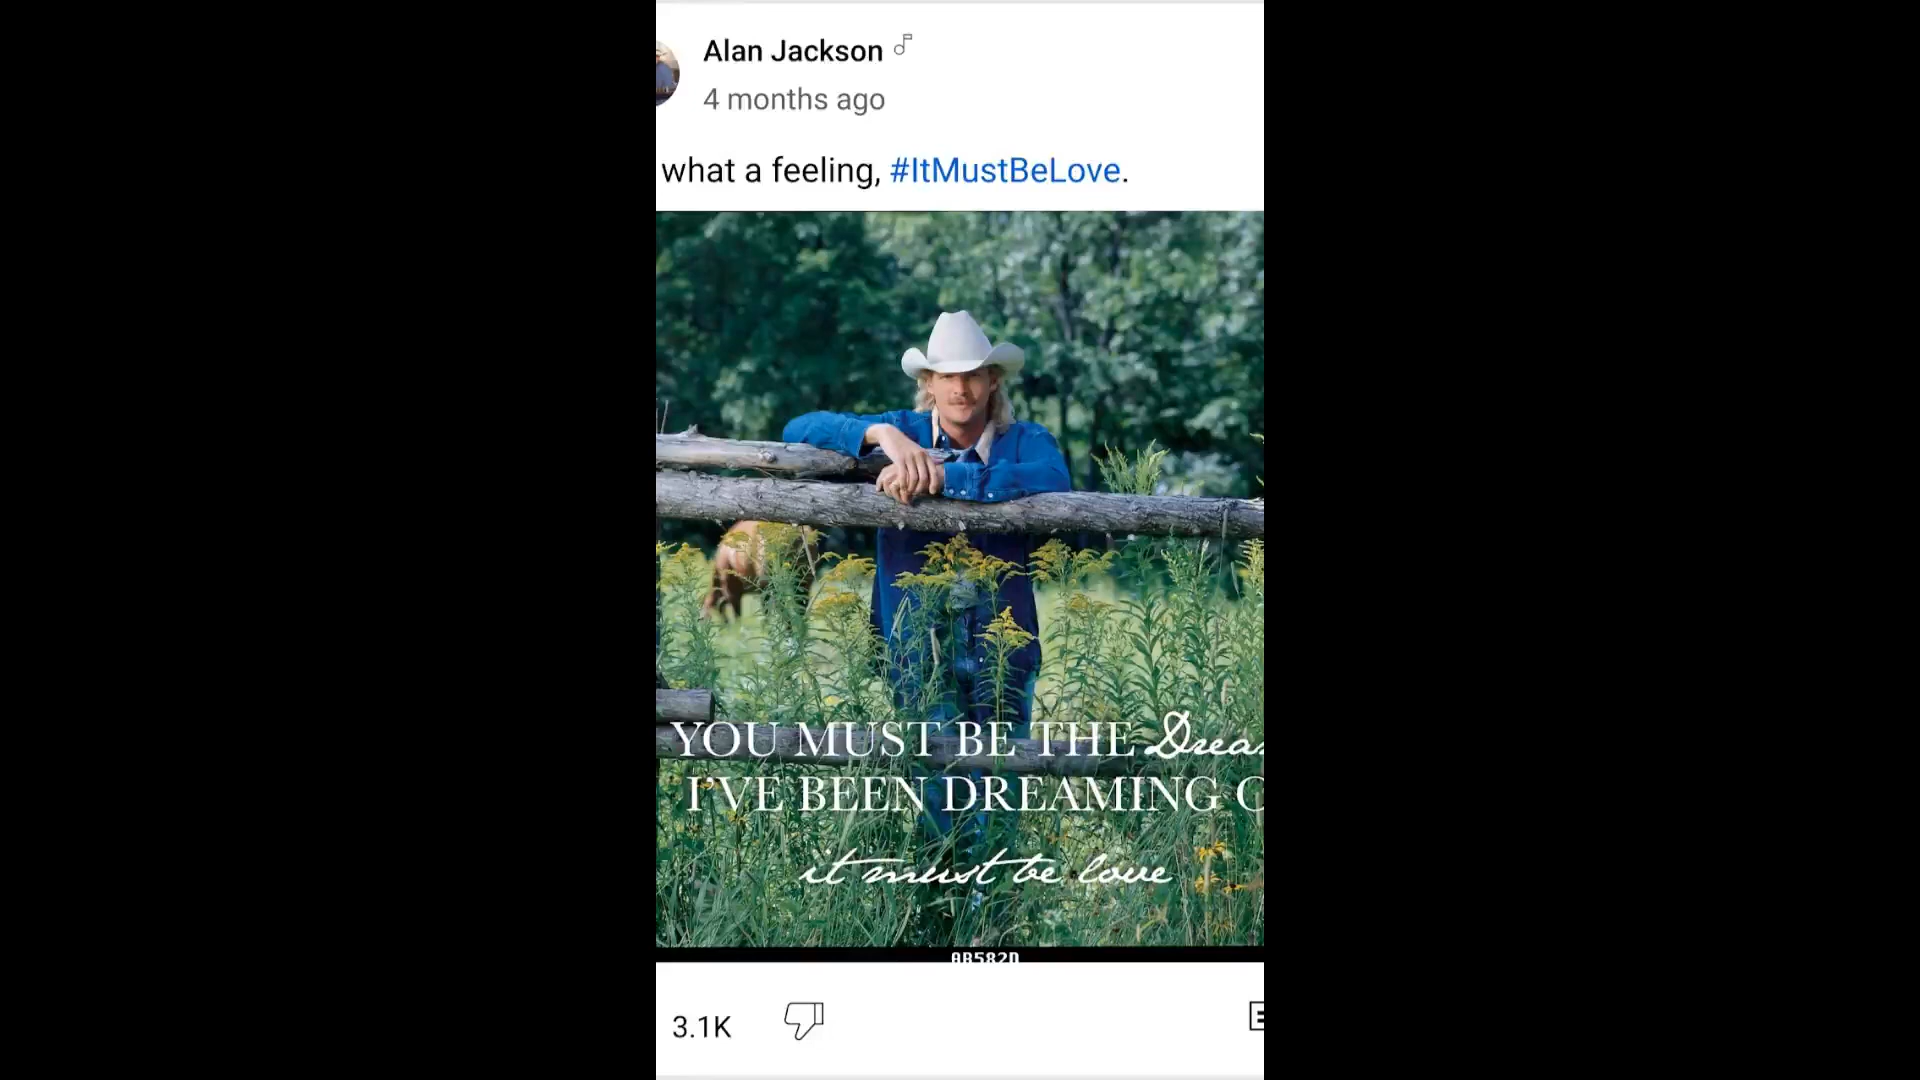 Alan Jackson
4 months ago
what a feeling, #ItMustBeLove.
YOU MUST BE THE
I'VE BEEN DREAMING
it must be love
AB582D
3.1K